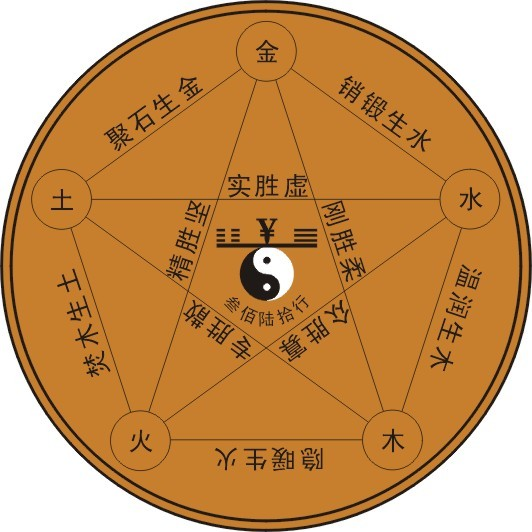 金
聚石生金
销锻生水
土
实胜虚
水
精胜坚
刚胜柔
¥
叁佰陆拾行
焚木生土
专胜散
众胜寡
温润生木
火
木
隐暖生火